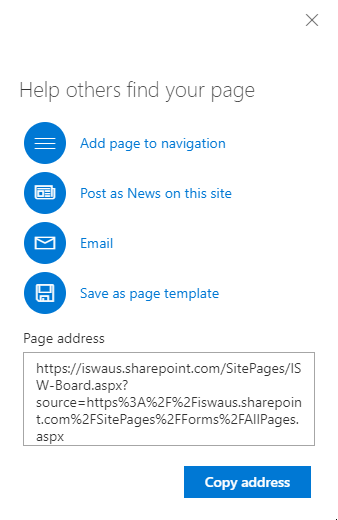 Help others find your page
Add page to navigation
Post as News on this site
Email
Save as page template
Page address
https://iswaus.sharepoint.com/SitePages/IS
W-Board.aspx?
source=https%3A%2F%2Fiswaus.sharepoi
nt.com%2FSitePages%2FForms%2FAllPages.
aspx
Copy address